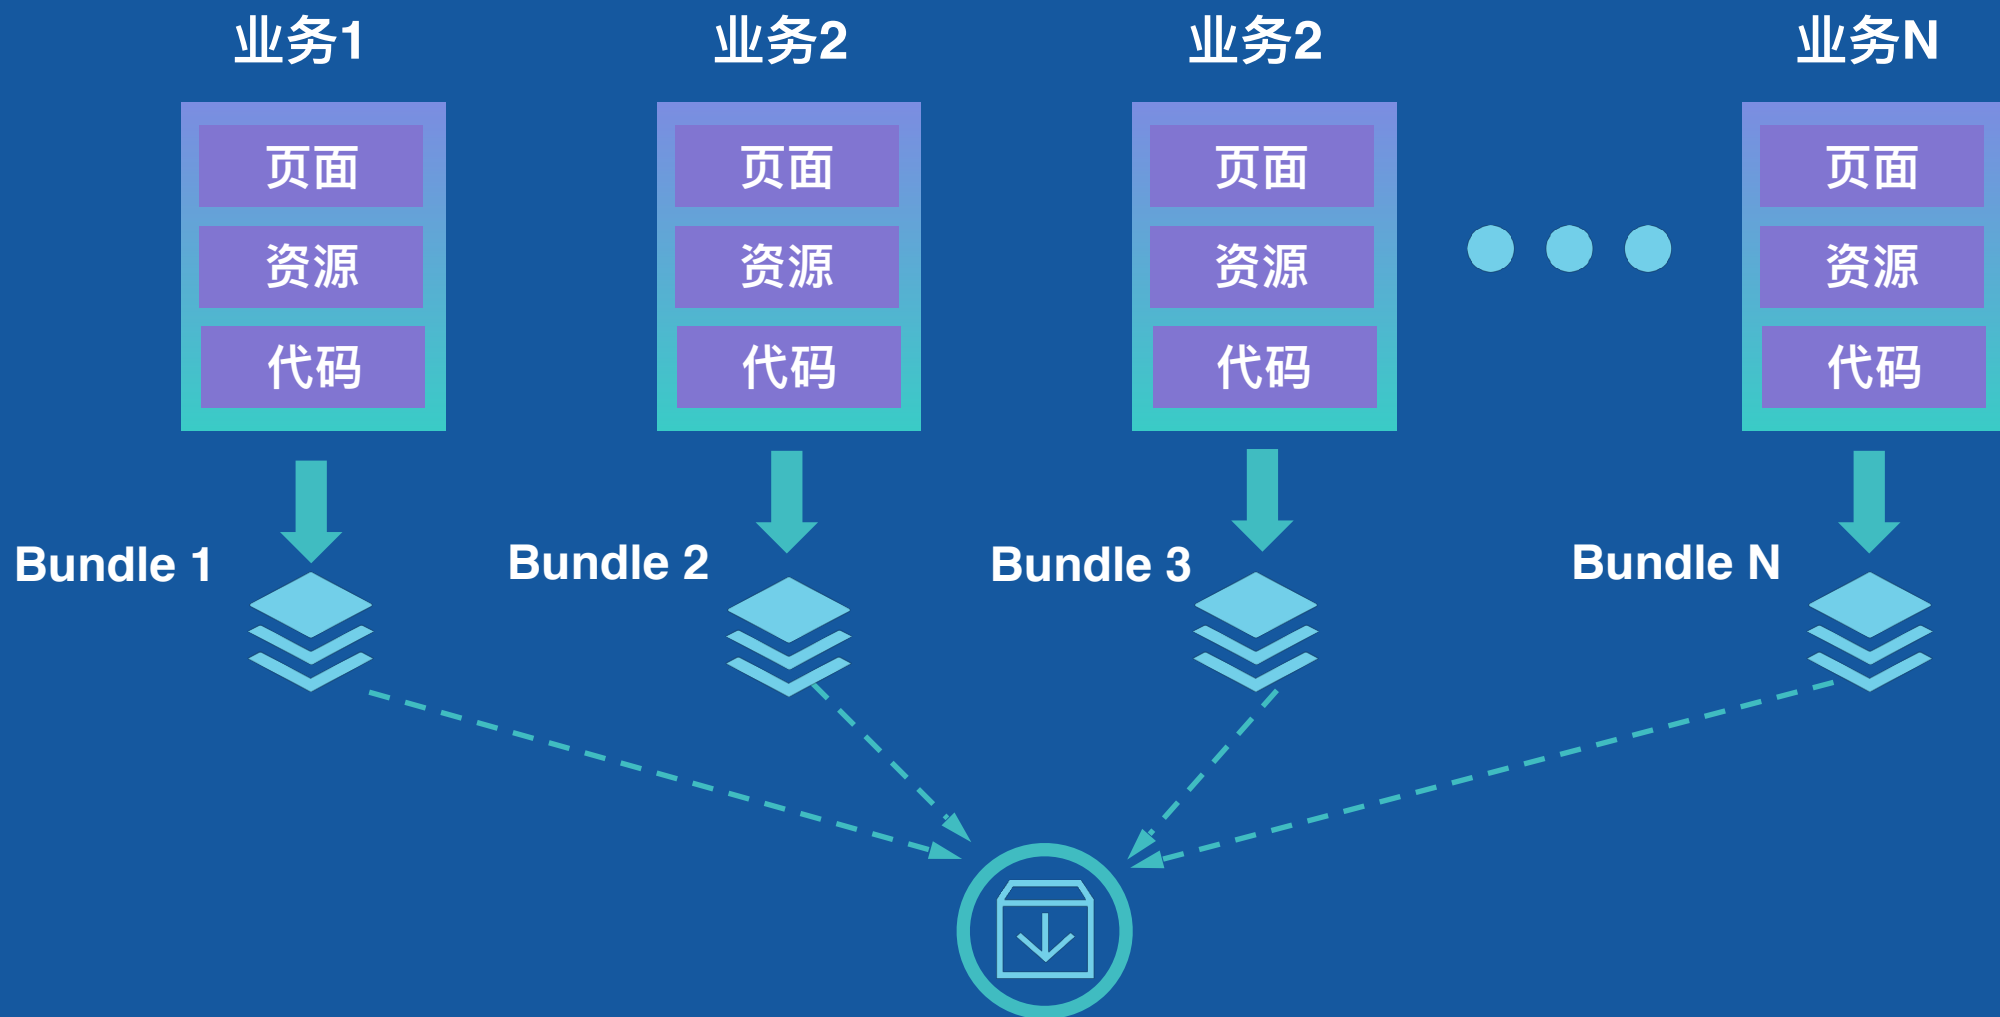 业务1
业务2
业务2
业务N
页面
页面
页面
页面
资源
资源
资源
资源
代码
代码
代码
代码
Bundle 1
Bundle 2
Bundle 3
Bundle N